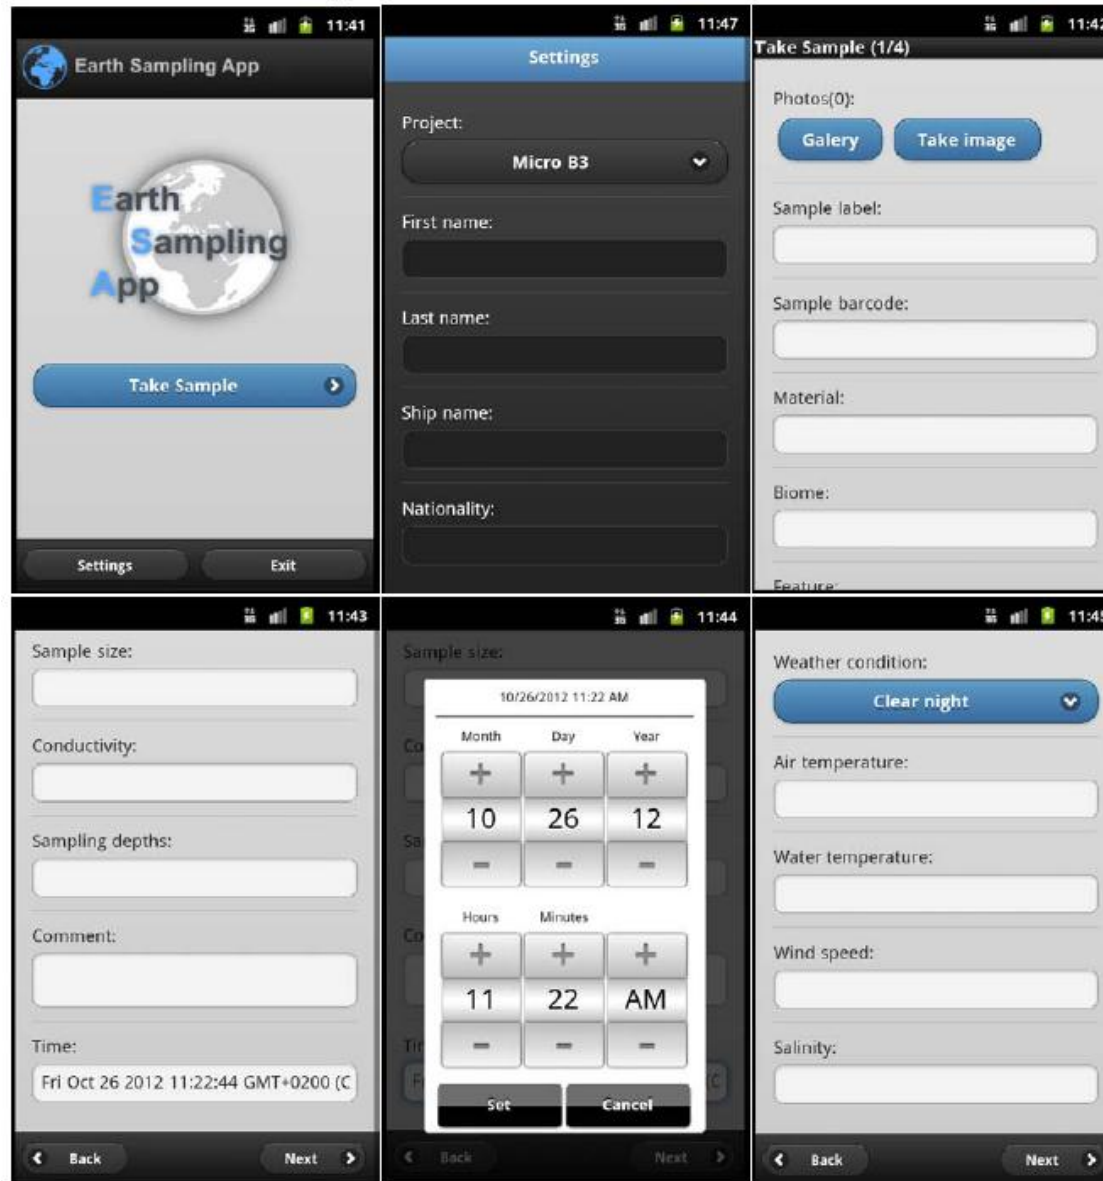 11:41
Earth Sampling App
Earth
Sampling
App
Take Sample
Settings
Exit
11:47
Settings
Project:
Micro B3
First name:
Last name:
Ship name:
Nationality:
11:42
Take Sample (1/4)
Photos(0):
Galery
Take image
Sample label:
Sample barcode:
Material:
Biome:
Feature:
11:43
Sample size:
Conductivity:
Sampling depths:
Comment:
Time:
Fri Oct 26 2012 11:22:44 GMT+0200 (C
Back
Next
11:44
Sample size:
10/26/2012 11:22 AM
Month Day Year
10 26 12
Hours Minutes
11 22 AM
Set
Cancel
Back
Next
11:45
Weather condition:
Clear night
Air temperature:
Water temperature:
Wind speed:
Salinity:
Back
Next